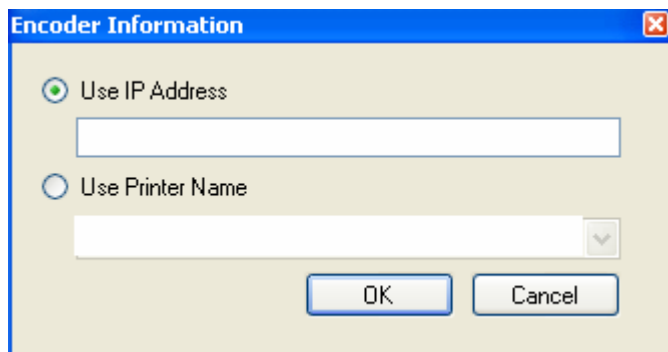 Encoder Information
Use IP Address
Use Printer Name
OK Cancel